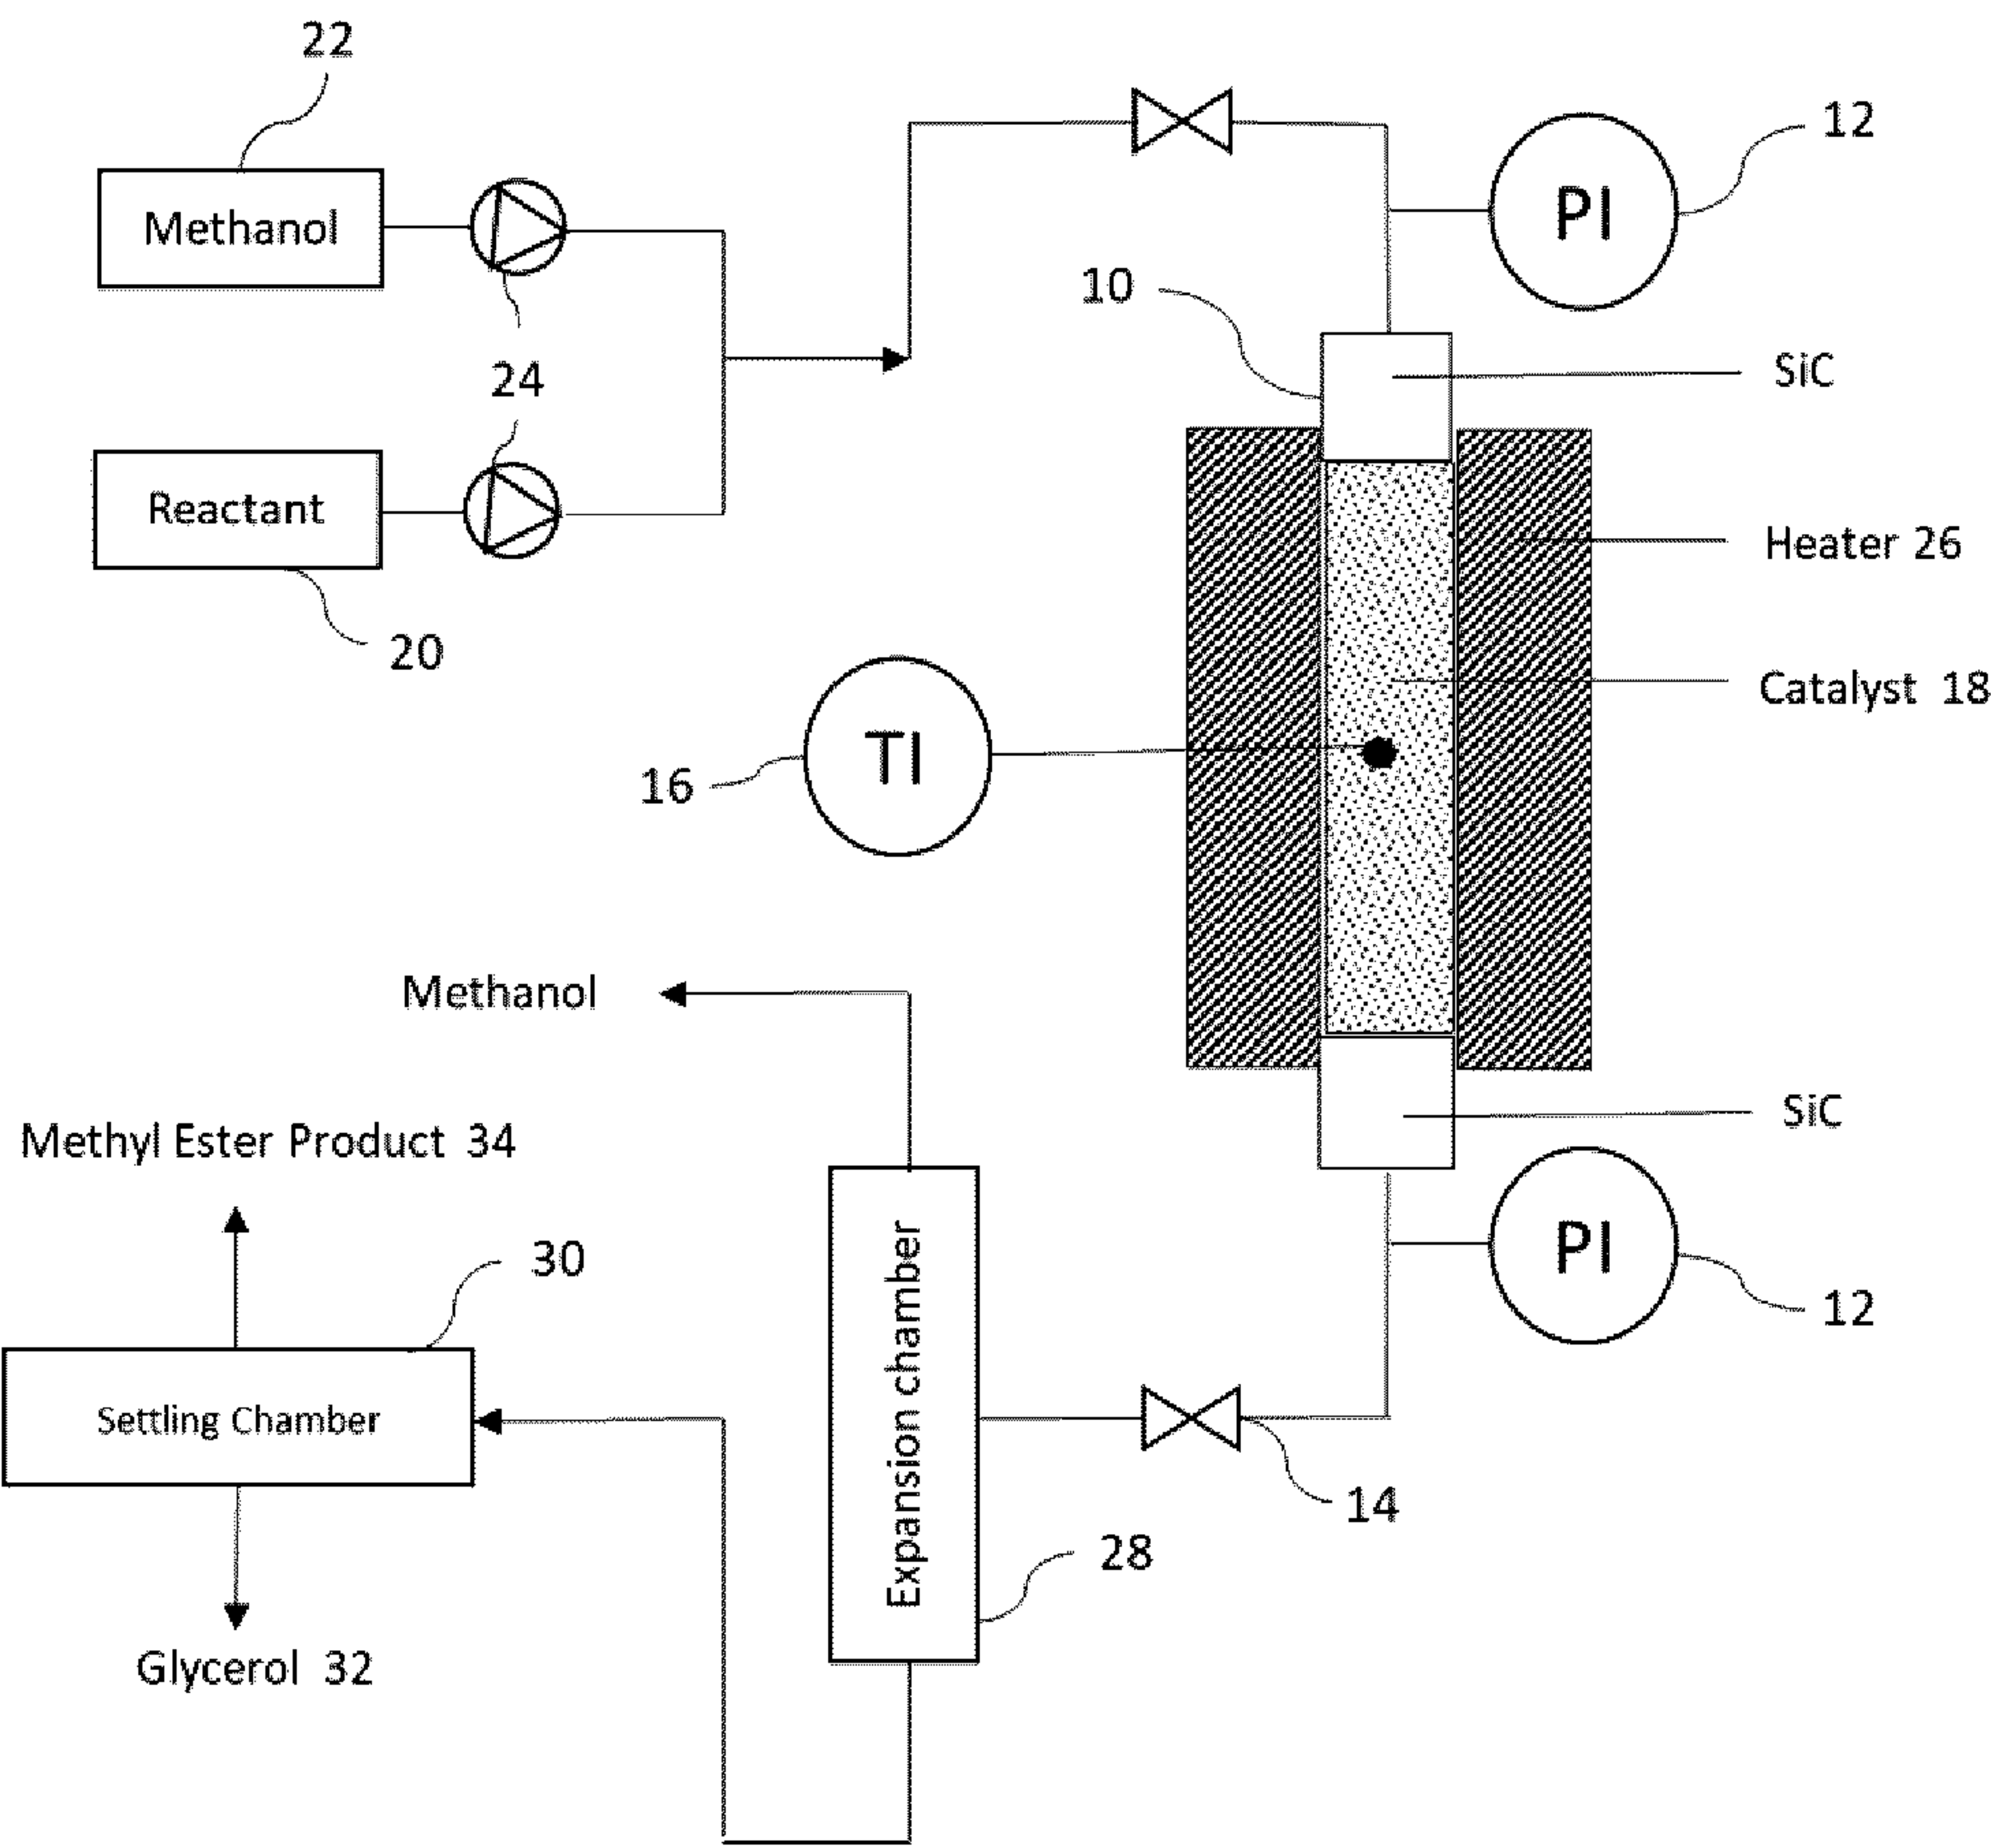 22
12
Methanol
PI
10
SiC
24
Reactant
Heater 26
20
Catalyst 18
TI
16
Methanol
SiC
Methyl Ester Product 34
30
PI
12
Expansion chamber
Settling Chamber
14
28
Glycerol 32